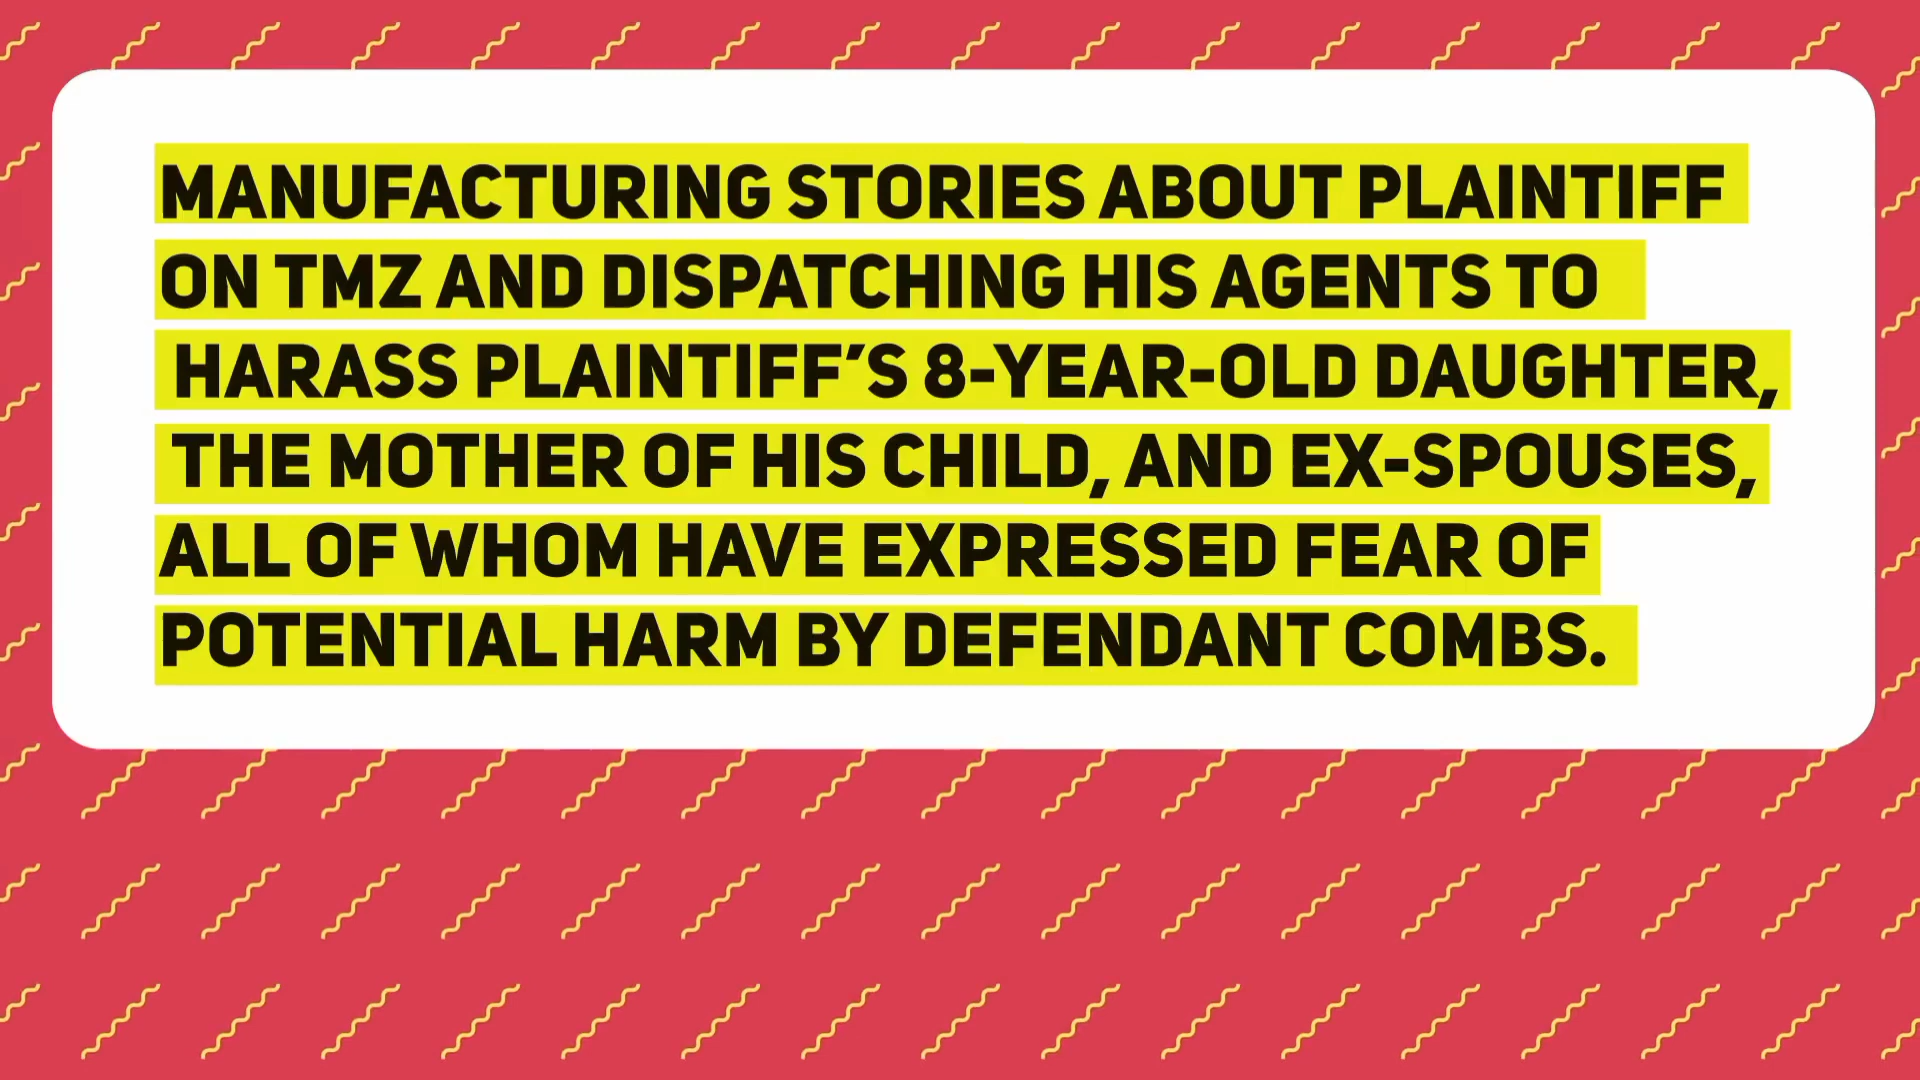 MANUFACTURING STORIES ABOUT PLAINTIFF
ON TMZ AND DISPATCHING HIS AGENTS TO
HARASS PLAINTIFF’S 8-YEAR-OLD DAUGHTER,
THE MOTHER OF HIS CHILD, AND EX-SPOUSES,
ALL OF WHOM HAVE EXPRESSED FEAR OF
POTENTIAL HARM BY DEFENDANT COMBS.